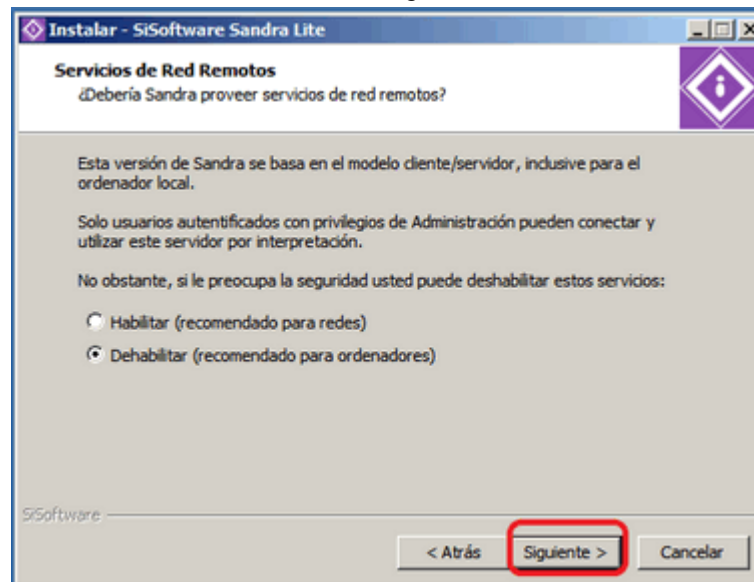 Instalar - SiSoftware Sandra Lite
Servicios de Red Remotos
¿Debería Sandra proveer servicios de red remotos?
Esta versión de Sandra se basa en el modelo cliente/servidor, inclusive para el
ordenador local.
Solo usuarios autentificados con privilegios de Administración pueden conectar y
utilizar este servidor por interpretación.
No obstante, si le preocupa la seguridad usted puede deshabilitar estos servicios:
Habilitar (recomendado para redes)
Dehabilitar (recomendado para ordenadores)
SiSoftware
< Atrás
Siguiente >
Cancelar